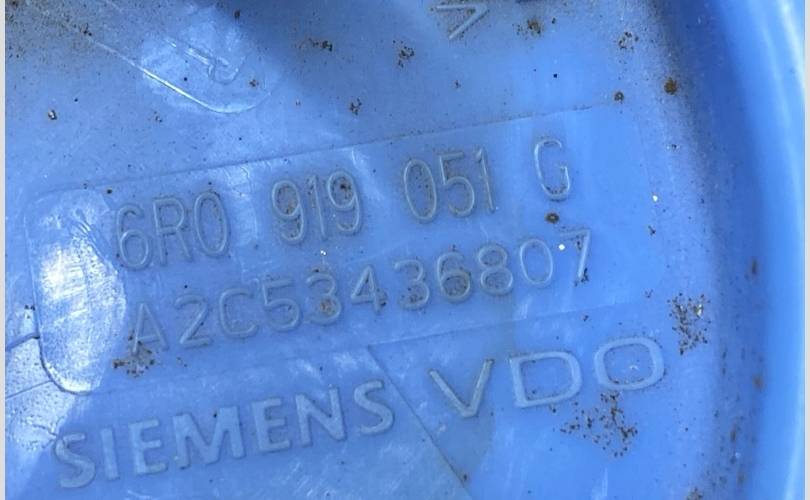 6R0 919 051 G
A2C53436807
SIEMENS VDO